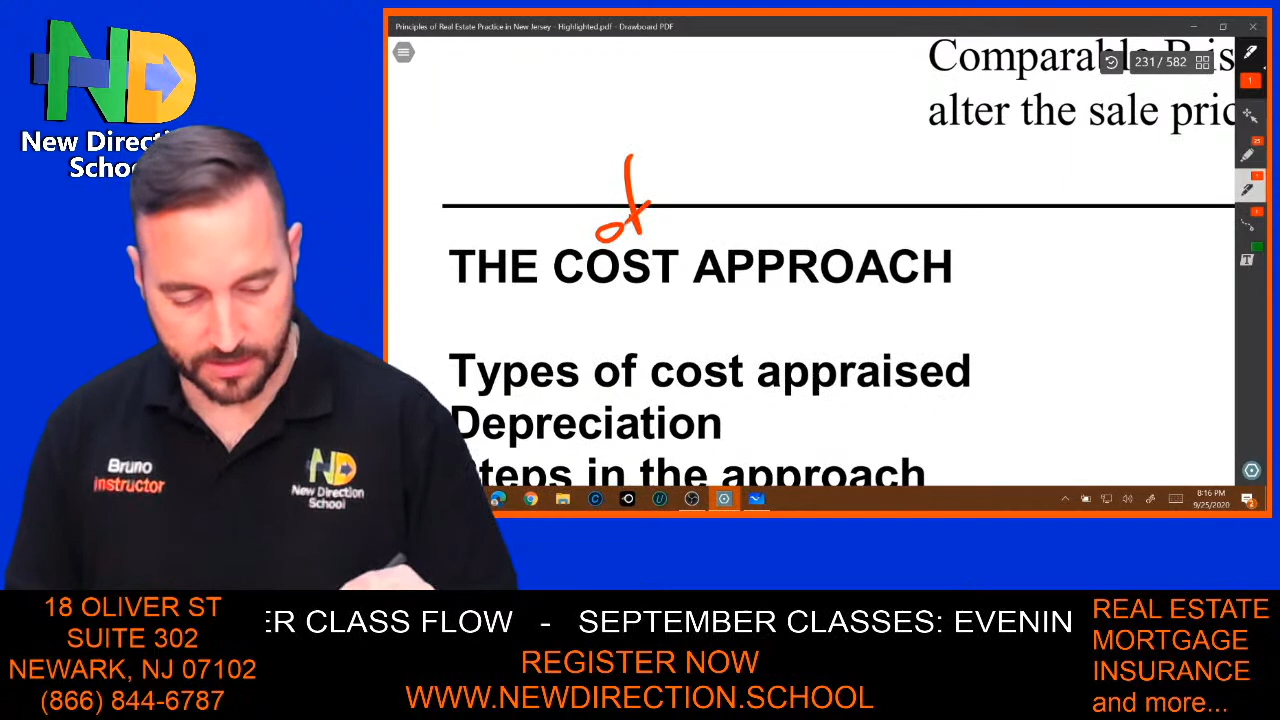 New Directi
School
Principles of Real Estate Practice in New Jersey - Highlighted.pdf - Drawboard PDF
231 / 582
alter the sale pric
THE COST APPROACH
Types of cost appraised
Depreciation
Steps in the approach
8:16 PM
9/25/2020
Bruno
Instructor
New Direction
School
18 OLIVER ST
SUITE 302
NEWARK, NJ 07102
(866) 844-6787
ER CLASS FLOW - SEPTEMBER CLASSES: EVENIN
REGISTER NOW
WWW.NEWDIRECTION.SCHOOL
REAL ESTATE
MORTGAGE
INSURANCE
and more...